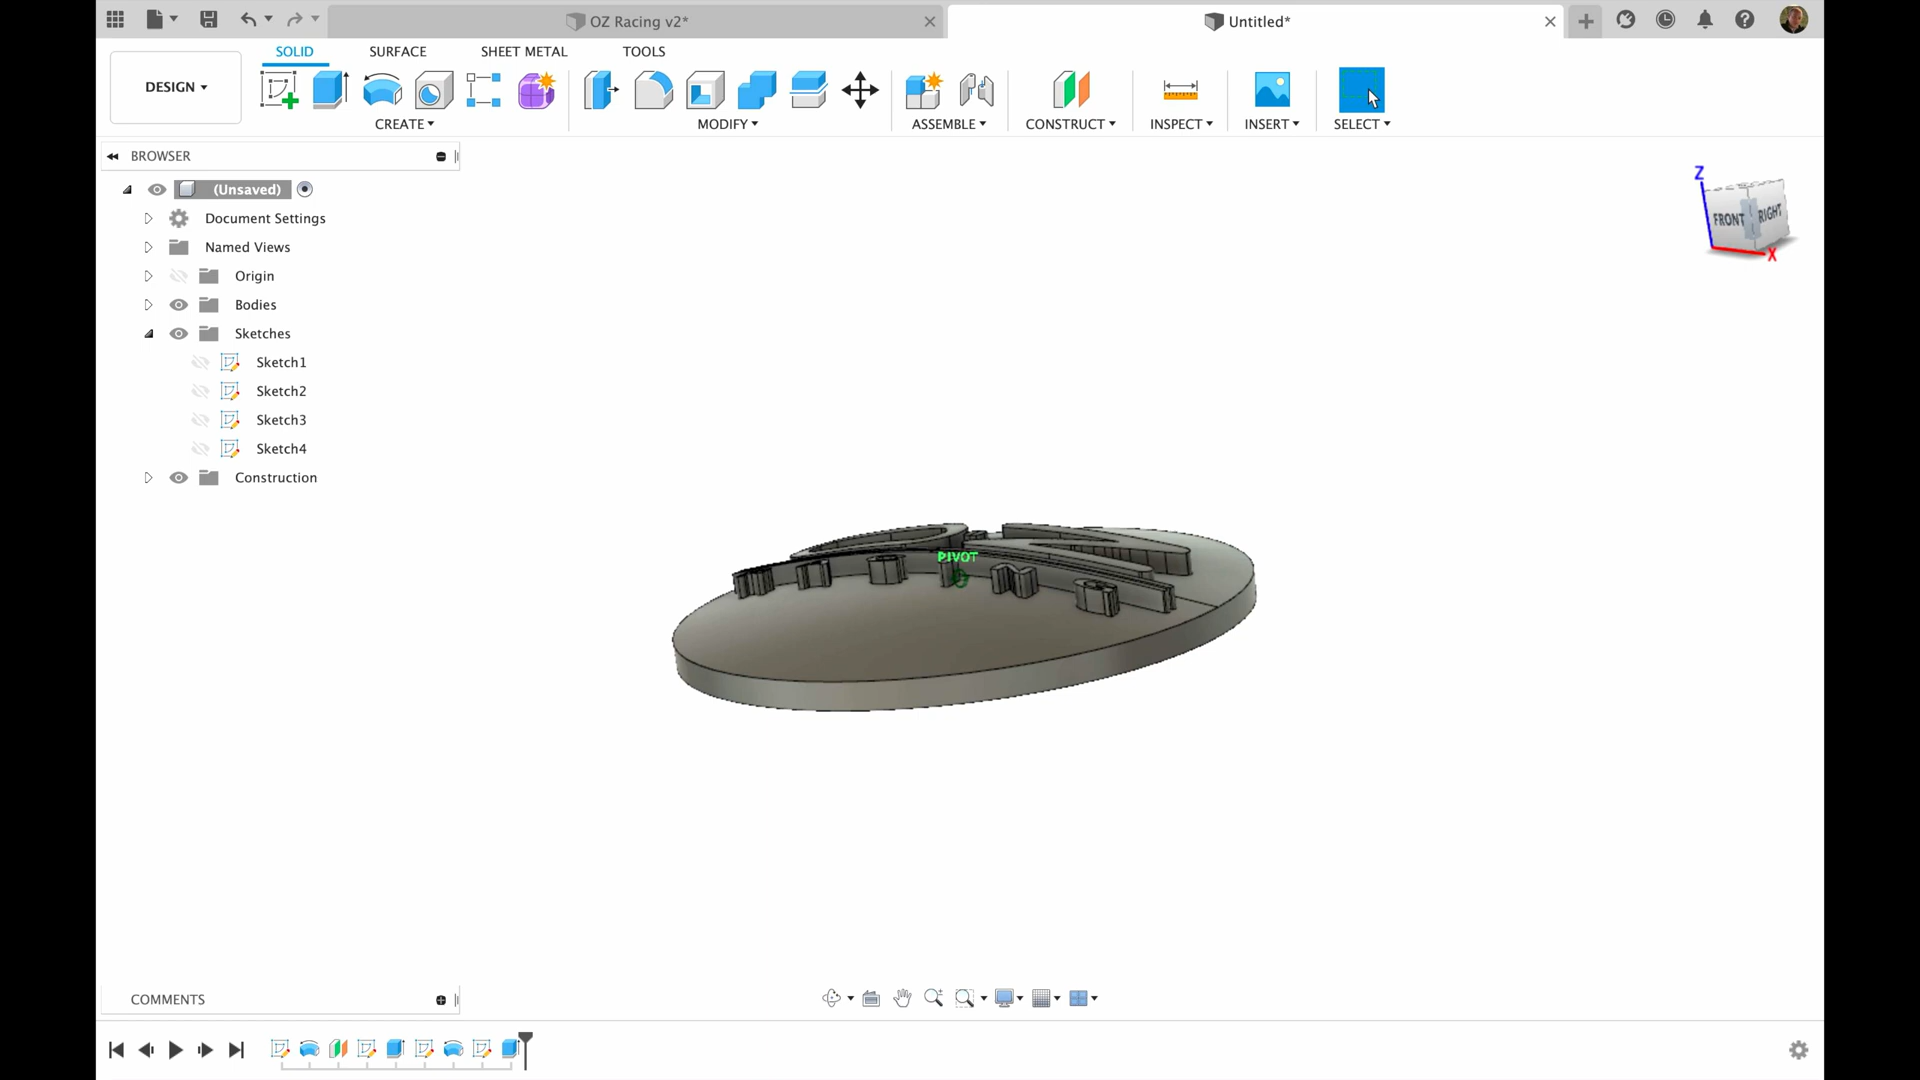 OZ Racing v2*
Untitled*
SOLID
SURFACE
SHEET METAL
TOOLS
DESIGN
CREATE
MODIFY
ASSEMBLE
CONSTRUCT
INSPECT
INSERT
SELECT
BROWSER
(Unsaved)
Document Settings
Named Views
Origin
Bodies
Sketches
Sketch1
Sketch2
Sketch3
Sketch4
Construction
Z
FRONT
RIGHT
X
PIVOT
COMMENTS